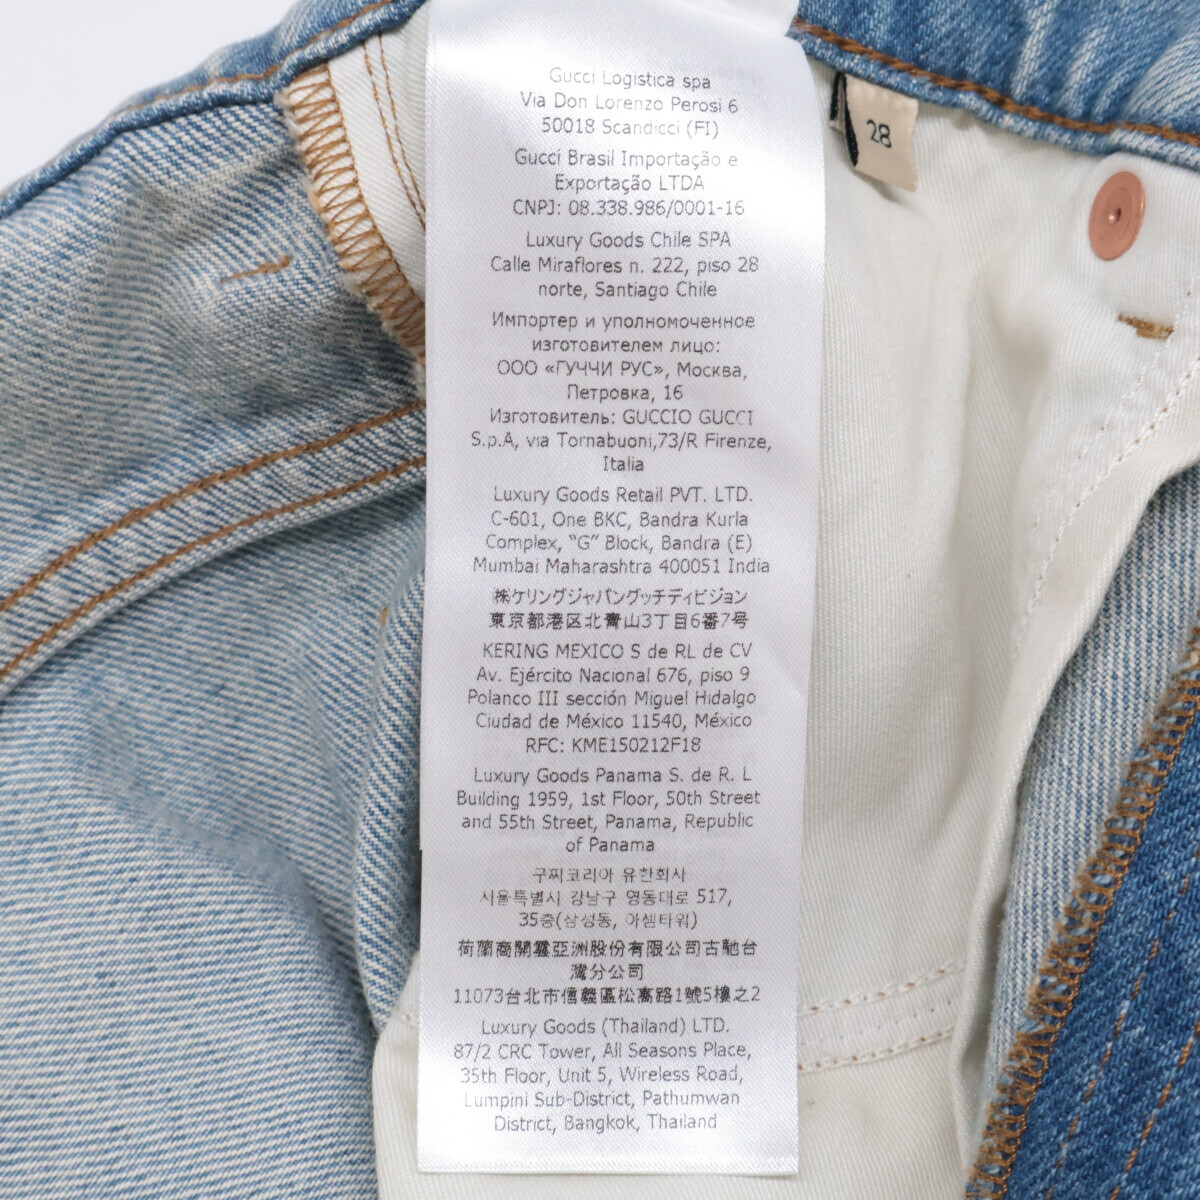 Gucci Logistica spa
Via Don Lorenzo Perosi 6
50018 Scandicci (FI)
Gucci Brasil Importação e
Exportação LTDA
CNPJ: 08.338.986/0001-16
Luxury Goods Chile SPA
Calle Miraflores n. 222, piso 28
norte, Santiago Chile
Импортер и уполномоченное
изготовителем лицо:
ООО «ГУЧЧИ РУС», Москва,
Петровка, 16
Изготовитель: GUCCIO GUCCI
S.p.A, via Tornabuoni,73/R Firenze,
Italia
Luxury Goods Retail PVT. LTD.
C-601, One BKC, Bandra Kurla
Complex, “G” Block, Bandra (E)
Mumbai Maharashtra 400051 India
㈱ケリングジャパングッチディビジョン
東京都港区北青山3丁目6番7号
KERING MEXICO S de RL de CV
Av. Ejército Nacional 676, piso 9
Polanco III sección Miguel Hidalgo
Ciudad de México 11540, México
RFC: KME150212F18
Luxury Goods Panama S. de R. L
Building 1959, 1st Floor, 50th Street
and 55th Street, Panama, Republic
of Panama
구찌코리아 유한회사
서울특별시 강남구 영동대로 517,
35층(삼성동, 아셈타워)
荷蘭商開雲亞洲股份有限公司古馳台
灣分公司
11073台北市信義區松高路1號5樓之2
Luxury Goods (Thailand) LTD.
87/2 CRC Tower, All Seasons Place,
35th Floor, Unit 5, Wireless Road,
Lumpini Sub-District, Pathumwan
District, Bangkok, Thailand
28